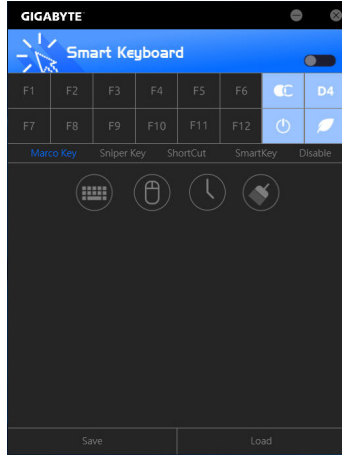 GIGABYTE
Smart Keyboard
F1 F2 F3 F4 F5 F6 D4
F7 F8 F9 F10 F11 F12
Marco Key Sniper Key ShortCut SmartKey Disable
Save Load